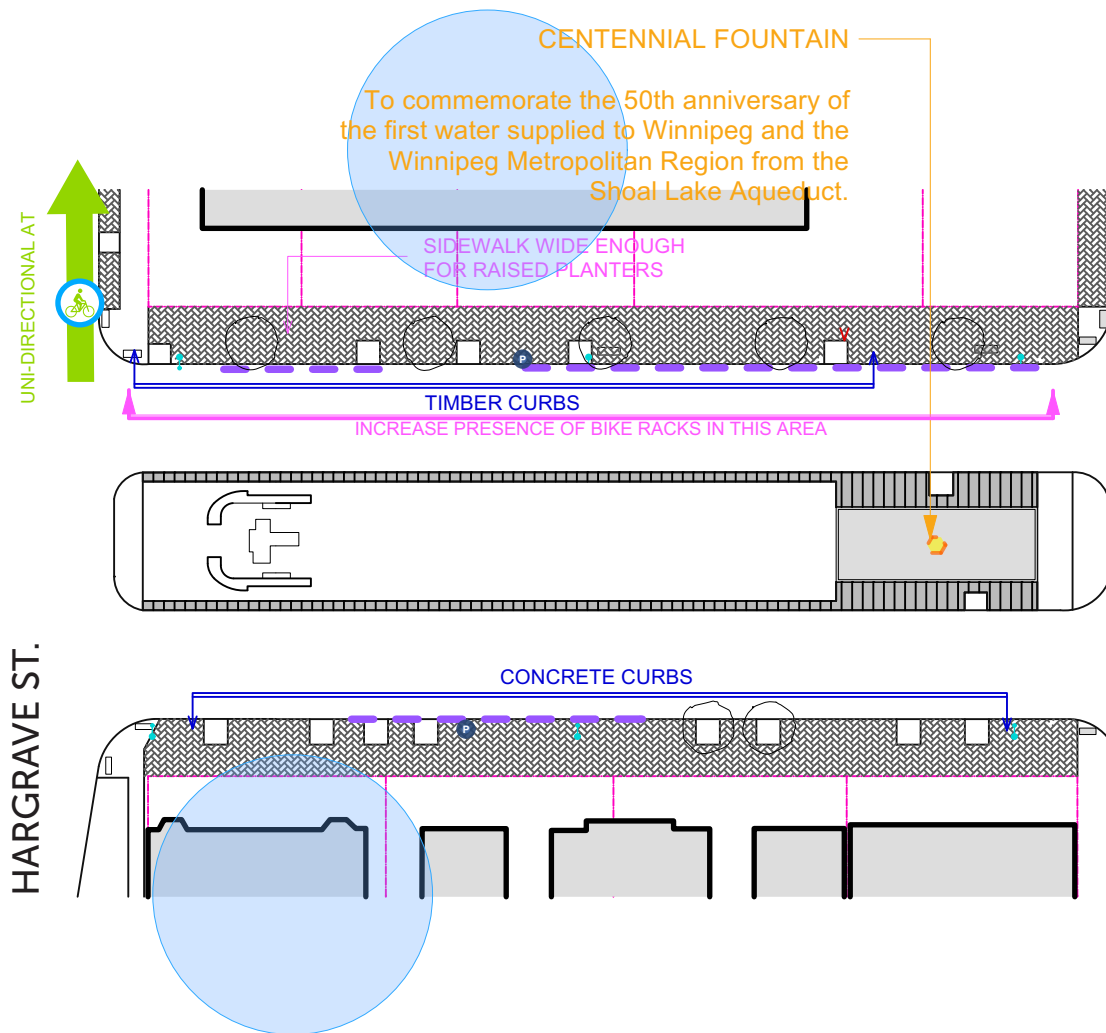 CENTENNIAL FOUNTAIN
To commemorate the 50th anniversary of
the first water supplied to Winnipeg and the
Winnipeg Metropolitan Region from the
Shoal Lake Aqueduct.
UNI-DIRECTIONAL AT
SIDEWALK WIDE ENOUGH
FOR RAISED PLANTERS
V
P
TIMBER CURBS
INCREASE PRESENCE OF BIKE RACKS IN THIS AREA
HARGRAVE ST.
CONCRETE CURBS
P